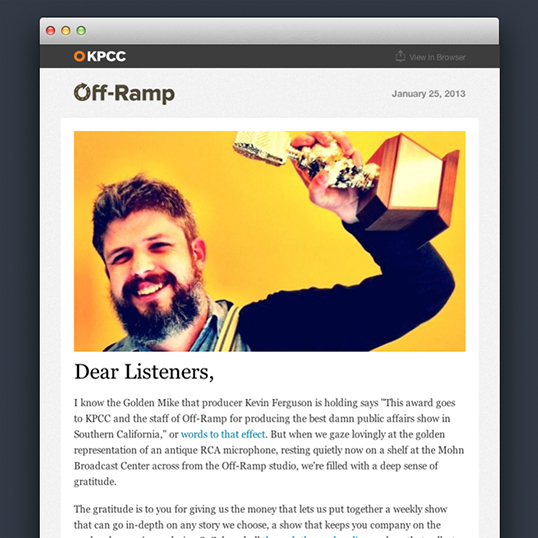 KPCC
View in Browser
Off-Ramp
January 25, 2013
Dear Listeners,
I know the Golden Mike that producer Kevin Ferguson is holding says "This award goes
to KPCC and the staff of Off-Ramp for producing the best damn public affairs show in
Southern California," or words to that effect. But when we gaze lovingly at the golden
representation of an antique RCA microphone, resting quietly now on a shelf at the Mohn
Broadcast Center across from the Off-Ramp studio, we're filled with a deep sense of
gratitude.
The gratitude is to you for giving us the money that lets us put together a weekly show
that can go in-depth on any story we choose, a show that keeps you company on the